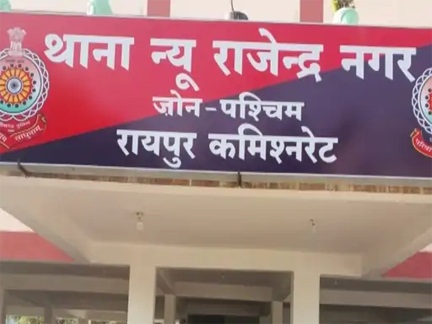 थाना न्यू राजेन्द्र नगर
जोन-पश्चिम
रायपुर कमिश्नरेट